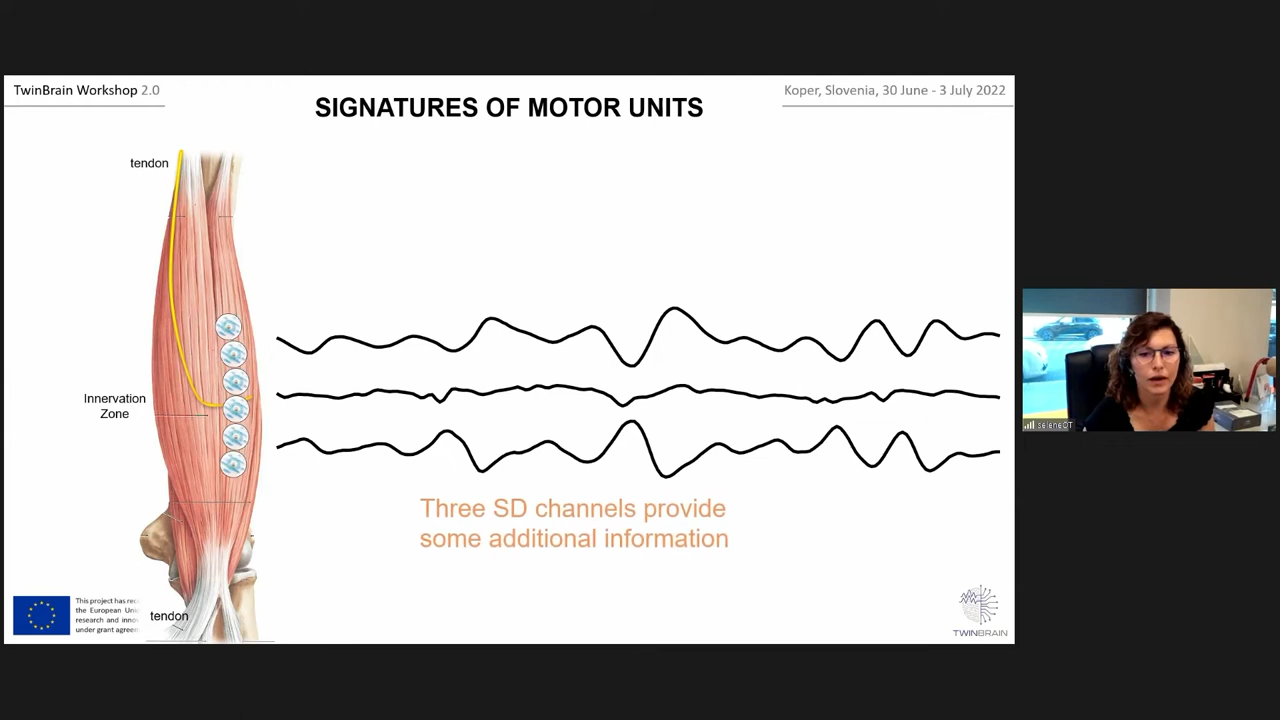 TwinBrain Workshop 2.0
Koper, Slovenia, 30 June - 3 July 2022
SIGNATURES OF MOTOR UNITS
tendon
Innervation
Zone
Three SD channels provide
some additional information
tendon
This project has rec
the European Uni
research and inno
under grant agree
TWINBRAIN
seleneOT